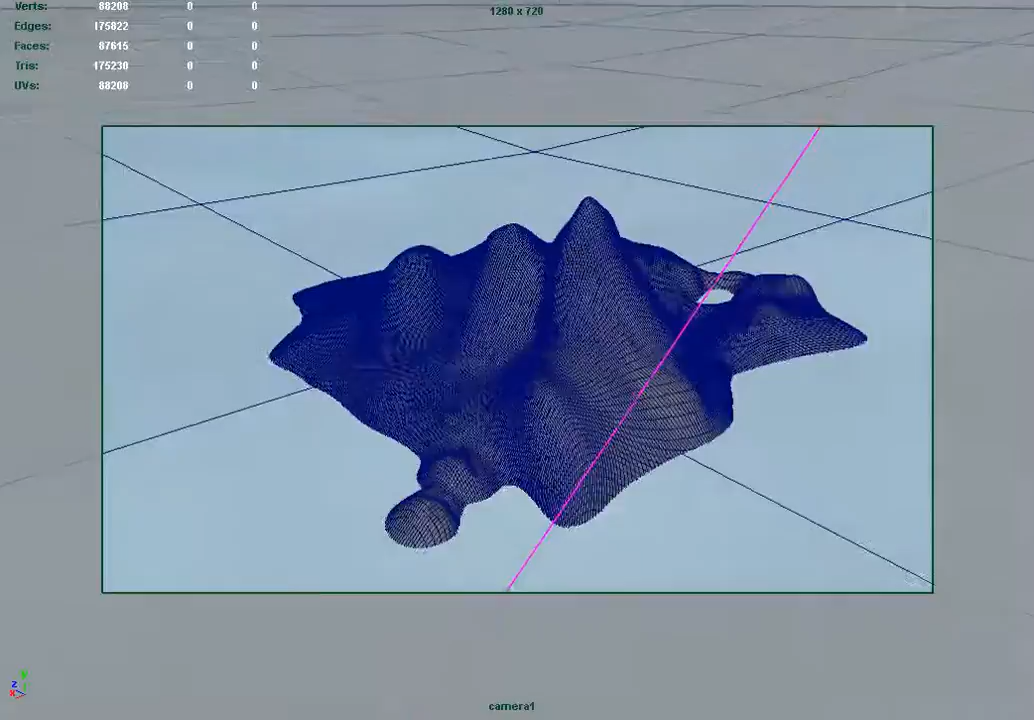 Verts: 88208 0 0
1280 x 720
Edges: 175822 0 0
Faces: 87615 0 0
Tris: 175230 0 0
UVs: 88208 0 0
y
z
x
camera1